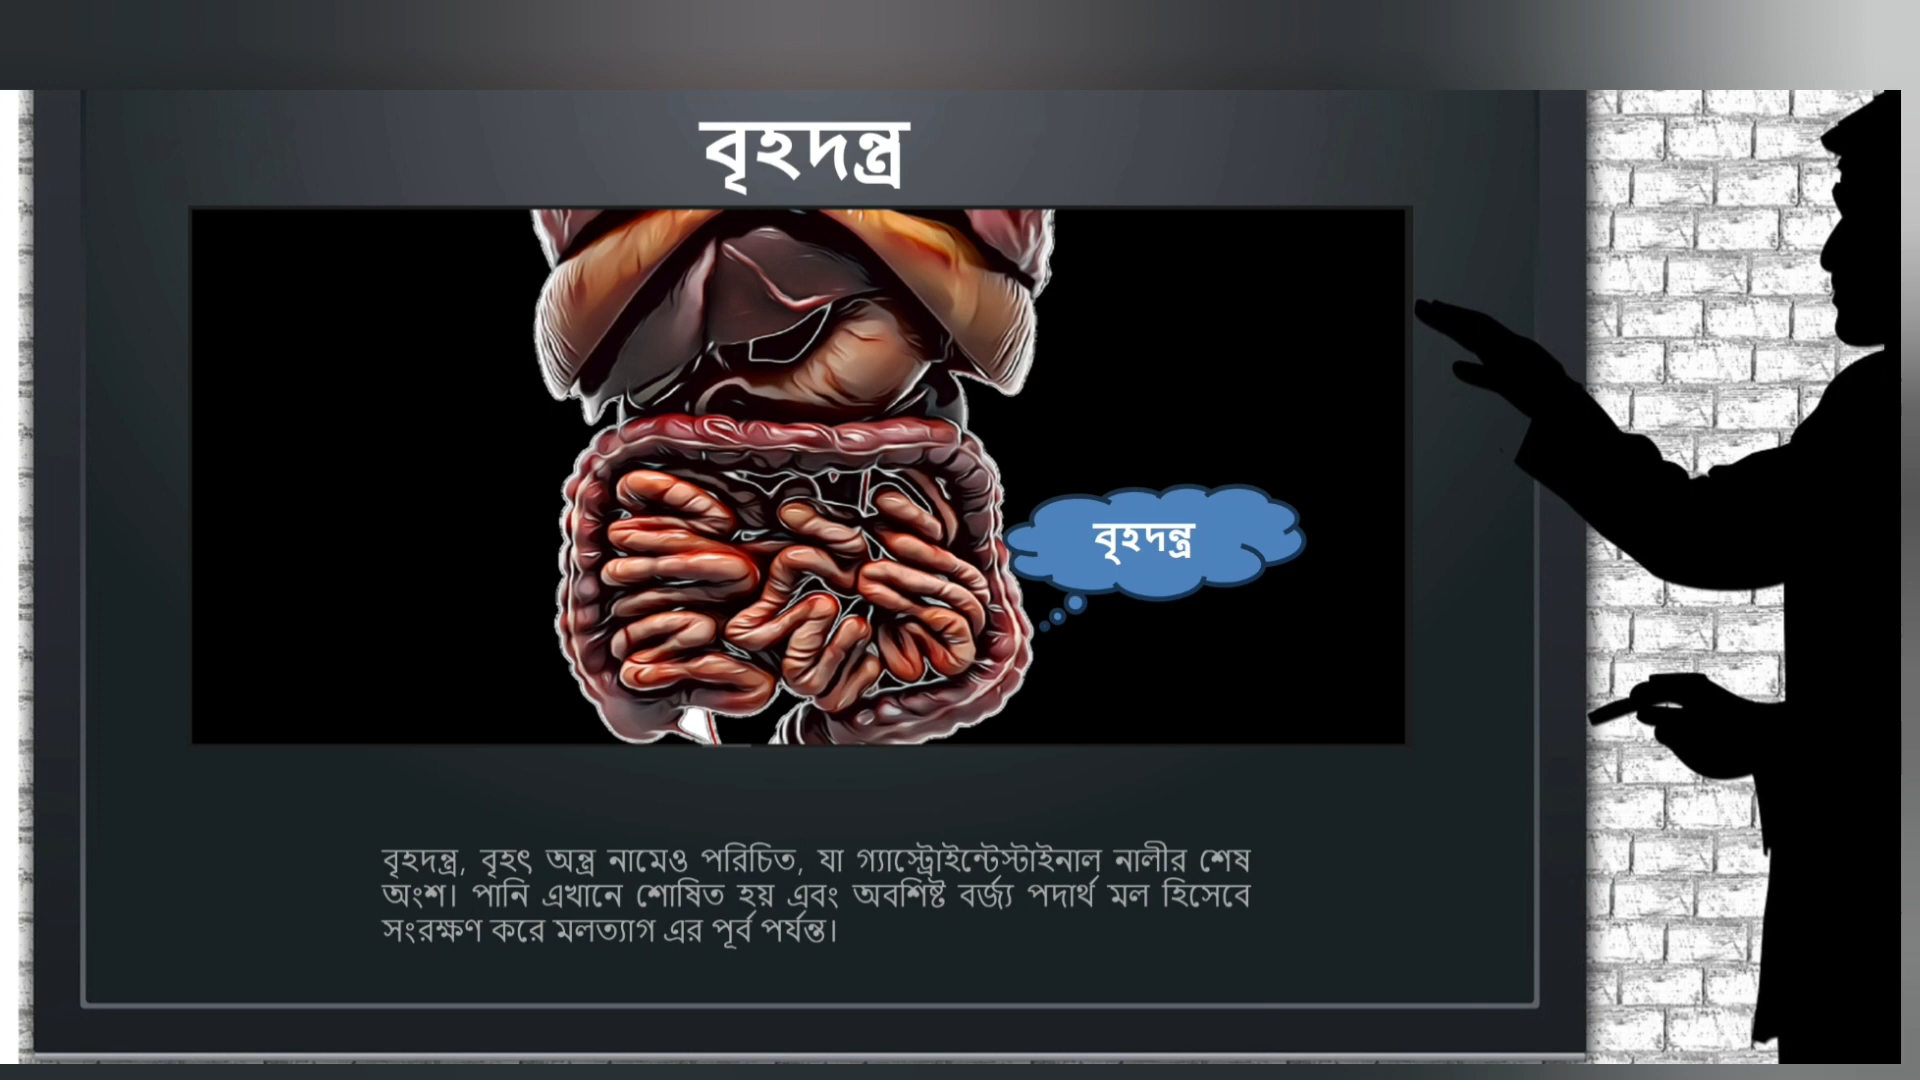 বৃহদন্ত্র
বৃহদন্ত্র
বৃহদন্ত্র, বৃহৎ অন্ত্র নামেও পরিচিত, যা গ্যাস্ট্রোইন্টেস্টাইনাল নালীর শেষ
অংশ। পানি এখানে শোষিত হয় এবং অবশিষ্ট বর্জ্য পদার্থ মল হিসেবে
সংরক্ষণ করে মলত্যাগ এর পূর্ব পর্যন্ত।